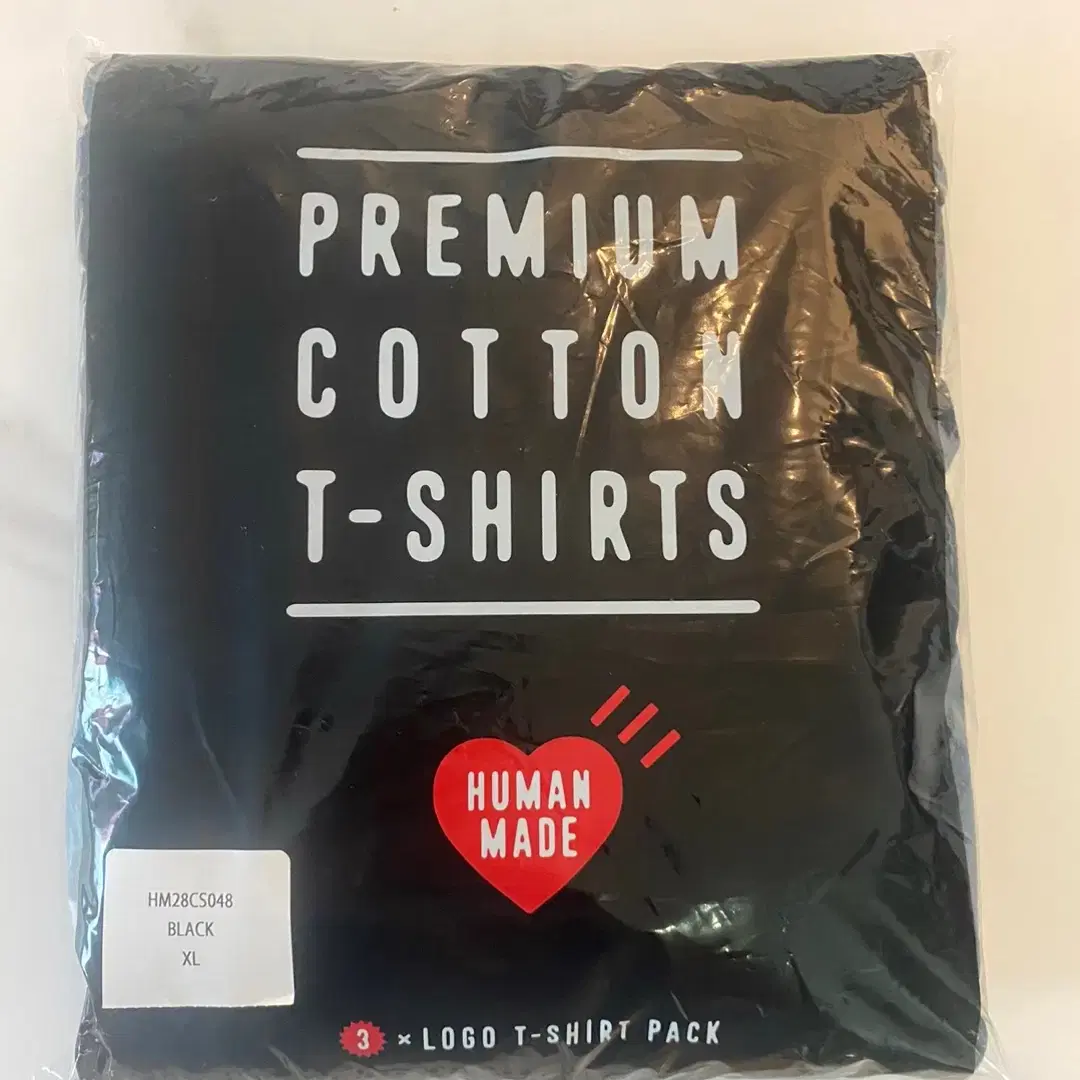 PREMIUM
COTTON
T-SHIRTS
HUMAN
MADE
HM28CS048
BLACK
XL
3 × LOGO T-SHIRT PACK